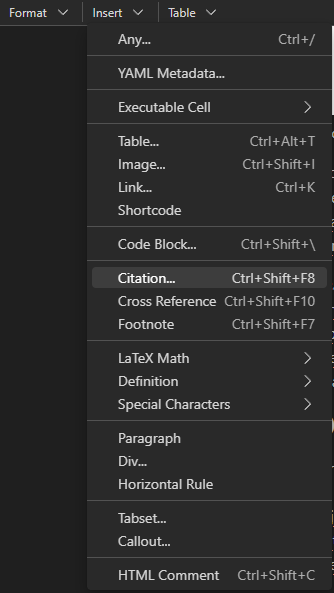 Format Insert Table
Any... Ctrl+/
YAML Metadata...
Executable Cell
Table... Ctrl+Alt+T
Image... Ctrl+Shift+I
Link... Ctrl+K
Shortcode
Code Block... Ctrl+Shift+\
Citation... Ctrl+Shift+F8
Cross Reference Ctrl+Shift+F10
Footnote Ctrl+Shift+F7
LaTeX Math
Definition
Special Characters
Paragraph
Div...
Horizontal Rule
Tabset...
Callout...
HTML Comment Ctrl+Shift+C